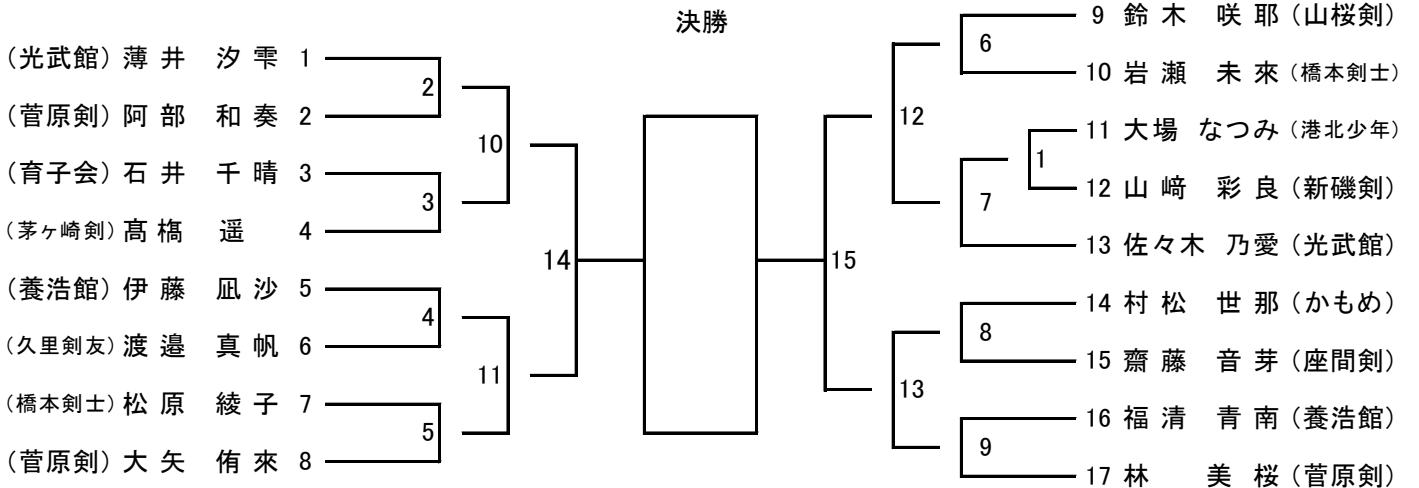 決勝
(光武館) 薄井 汐雫 1
(菅原剣) 阿部 和奏 2
(育子会) 石井 千晴 3
(茅ヶ崎剣) 髙橋 遥 4
(養浩館) 伊藤 凪沙 5
(久里剣友) 渡邉 真帆 6
(橋本剣士) 松原 綾子 7
(菅原剣) 大矢 侑來 8
2
3
4
5
10
11
14
15
12
13
6
7
1
8
9
9 鈴木 咲耶 (山桜剣)
10 岩瀬 未來 (橋本剣士)
11 大場 なつみ (港北少年)
12 山﨑 彩良 (新磯剣)
13 佐々木 乃愛 (光武館)
14 村松 世那 (かもめ)
15 齋藤 音芽 (座間剣)
16 福清 青南 (養浩館)
17 林 美桜 (菅原剣)